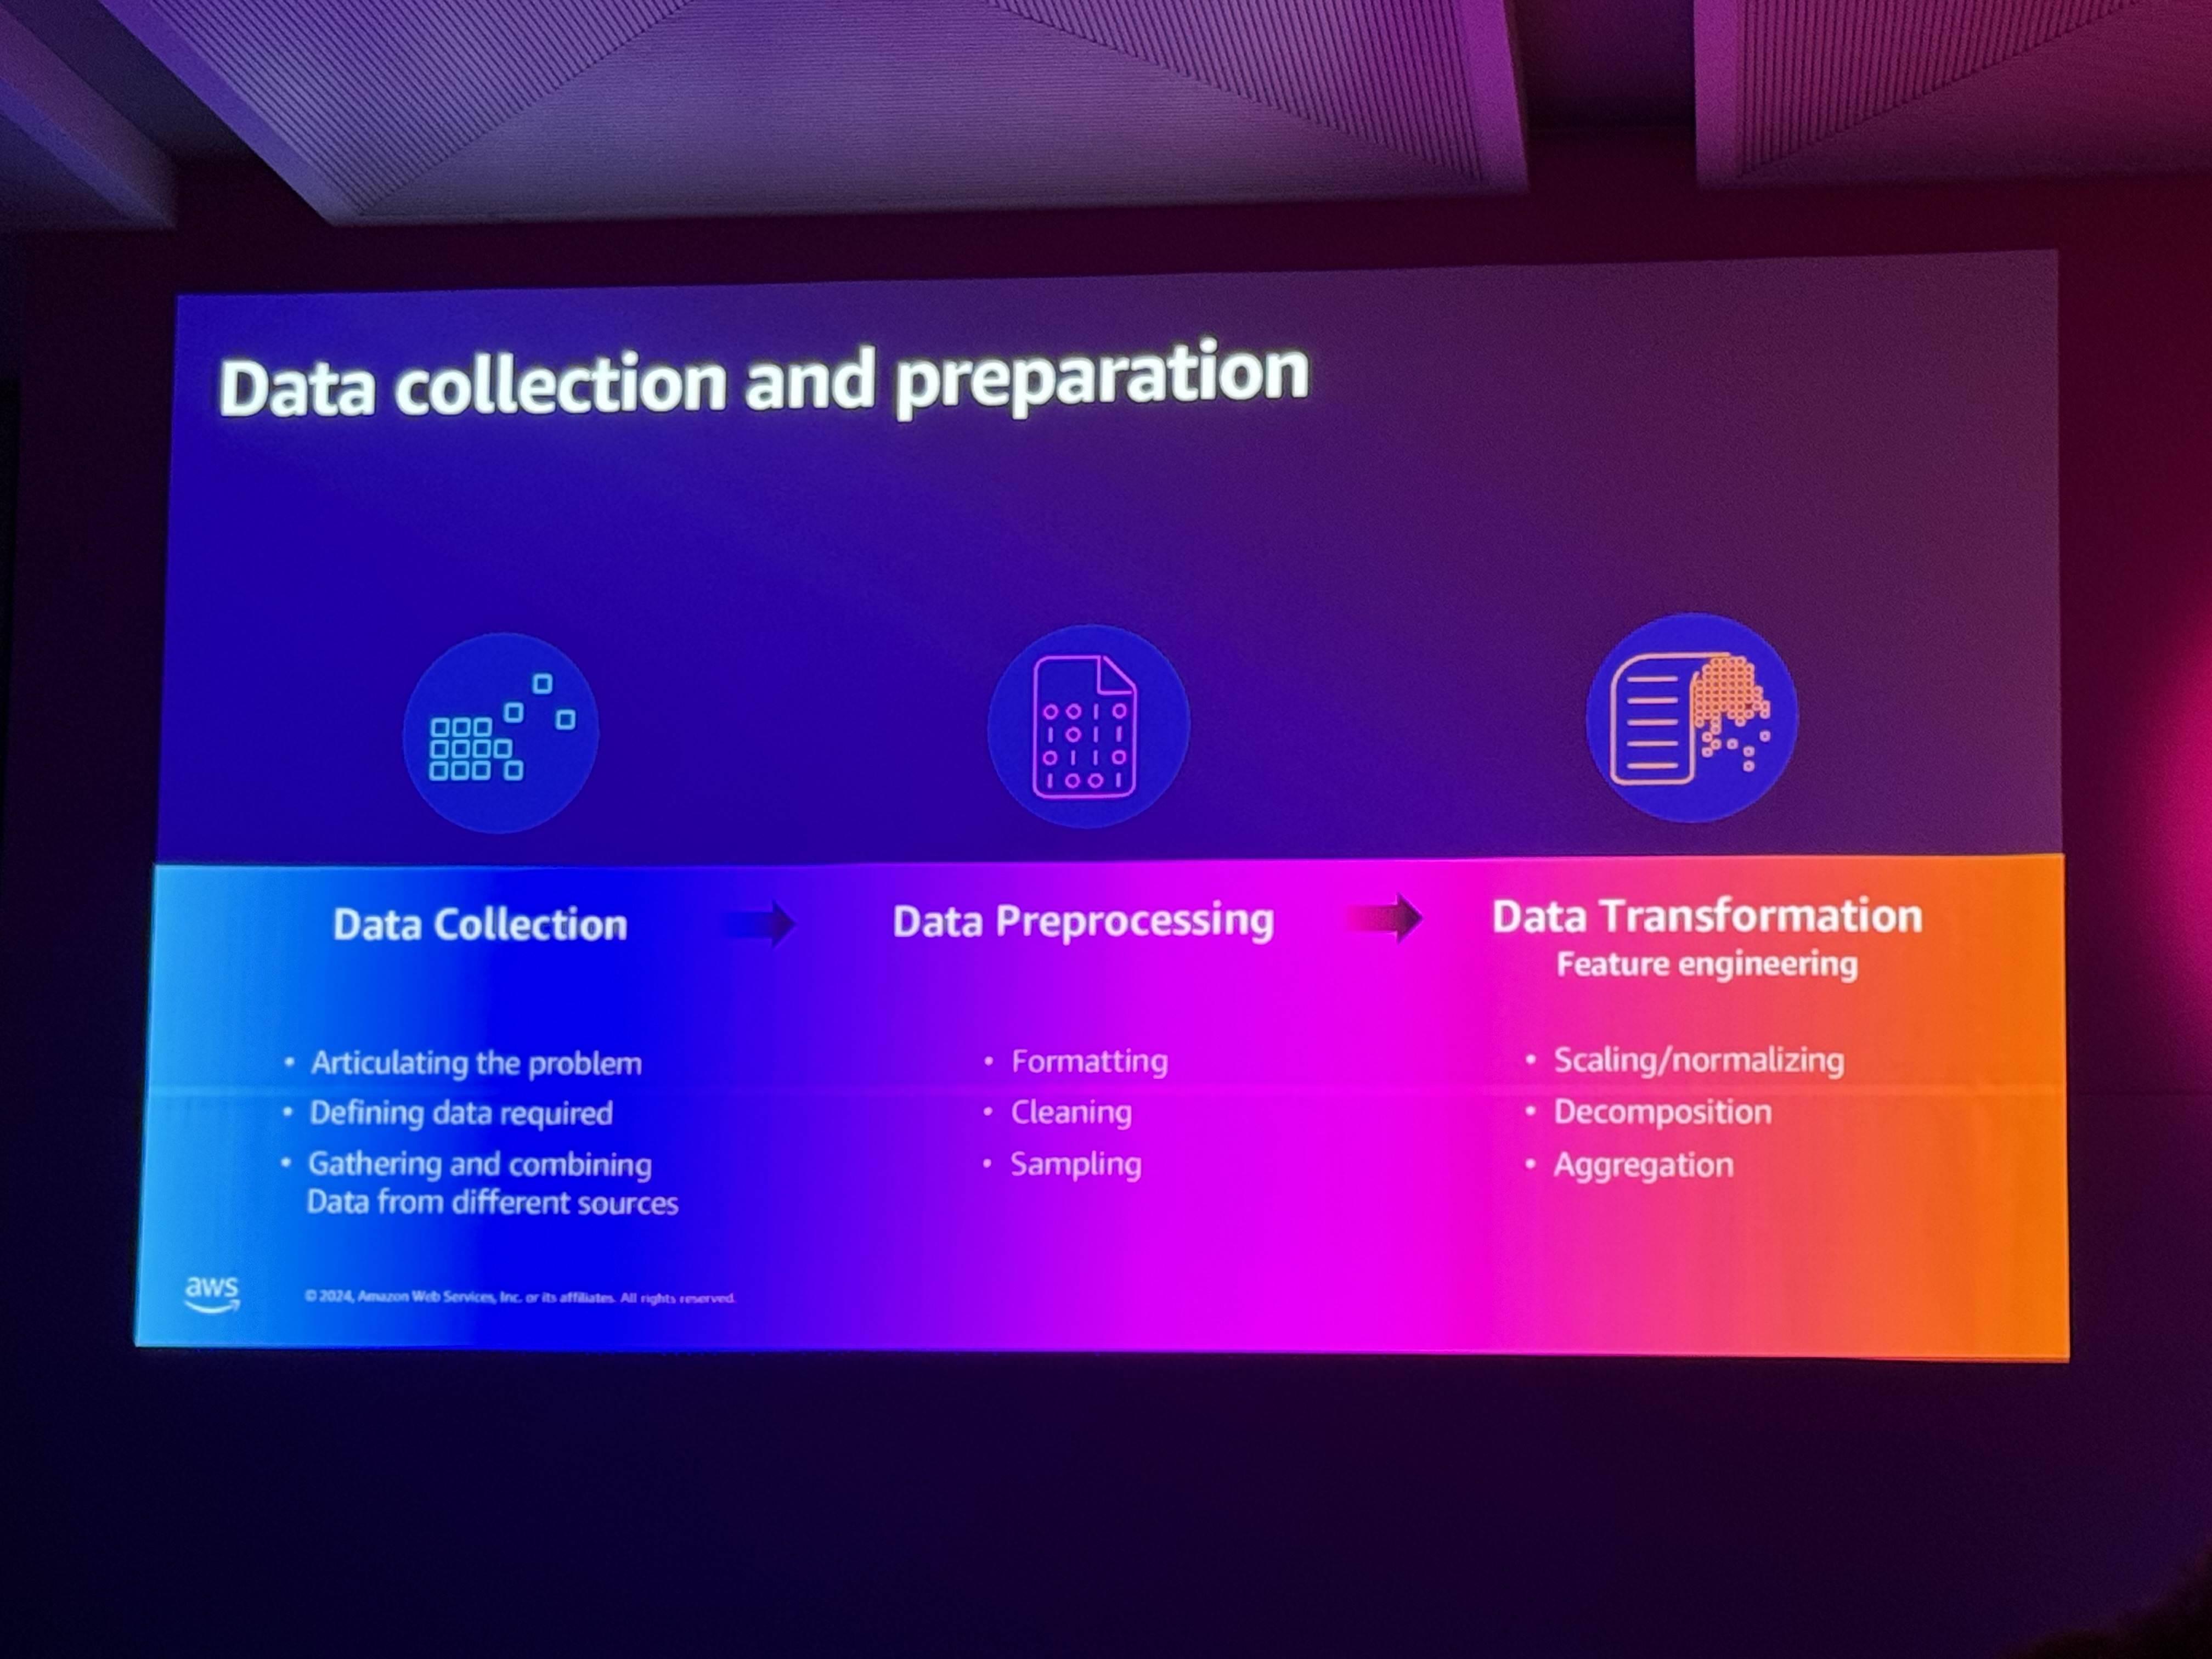 Data collection and preparation
Data Collection
• Articulating the problem
• Defining data required
• Gathering and combining
Data from different sources
Data Preprocessing
• Formatting
• Cleaning
• Sampling
Data Transformation
Feature engineering
• Scaling/normalizing
• Decomposition
• Aggregation
aws
© 2024, Amazon Web Services, Inc. or its affiliates. All rights reserved.